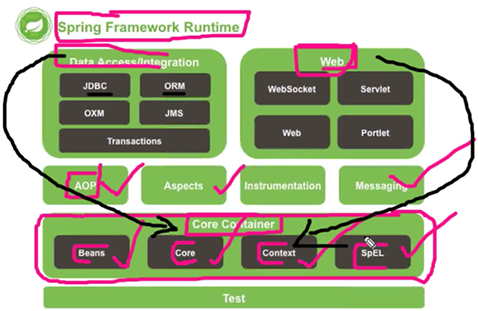 Spring Framework Runtime
Data Access/Integration
Web
JDBC
ORM
WebSocket
Servlet
OXM
JMS
Web
Portlet
Transactions
AOP
Aspects
Instrumentation
Messaging
Core Container
Beans
Core
Context
SpEL
Test